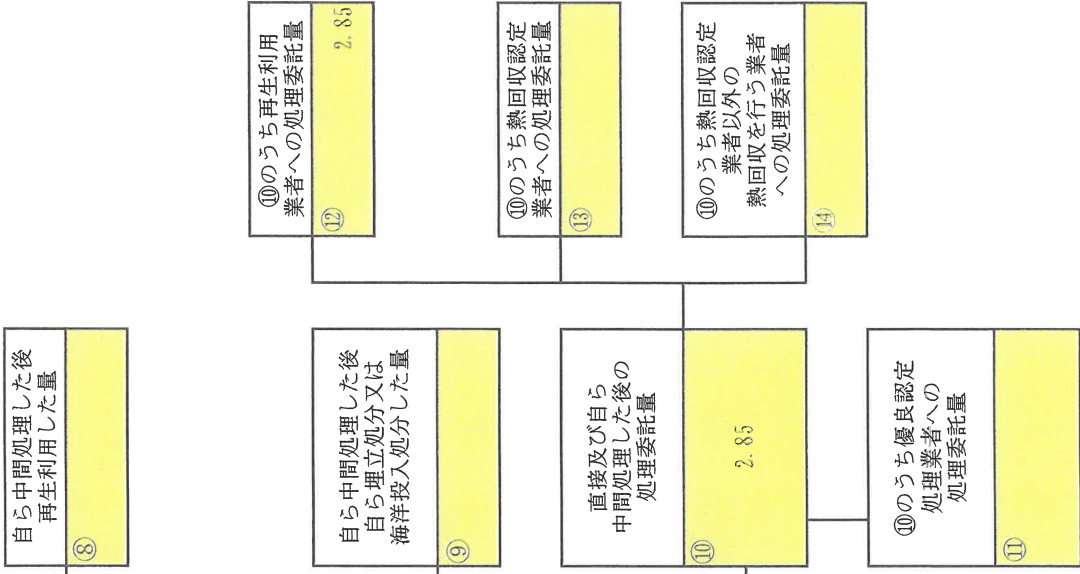 自ら中間処理した後
再生利用した量
⑧
自ら中間処理した後
自ら埋立処分又は
海洋投入処分した量
⑨
直接及び自ら
中間処理した後の
処理委託量
⑩
2.85
⑩のうち優良認定
処理業者への
処理委託量
⑪
⑩のうち再生利用
業者への処理委託量
⑫
2.85
⑩のうち熱回収認定
業者への処理委託量
⑬
⑩のうち熱回収認定
業者以外の
熱回収を行う業者
への処理委託量
⑭